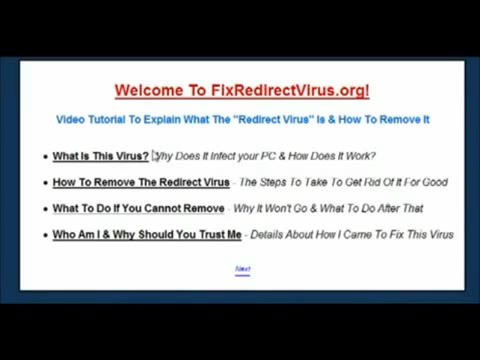 Welcome To FixRedirectVirus.org!
Video Tutorial To Explain What The "Redirect Virus" Is & How To Remove It
• What Is This Virus? Why Does It Infect your PC & How Does It Work?
• How To Remove The Redirect Virus - The Steps To Take To Get Rid Of It For Good
• What To Do If You Cannot Remove - Why It Won't Go & What To Do After That
• Who Am I & Why Should You Trust Me - Details About How I Came To Fix This Virus
Next